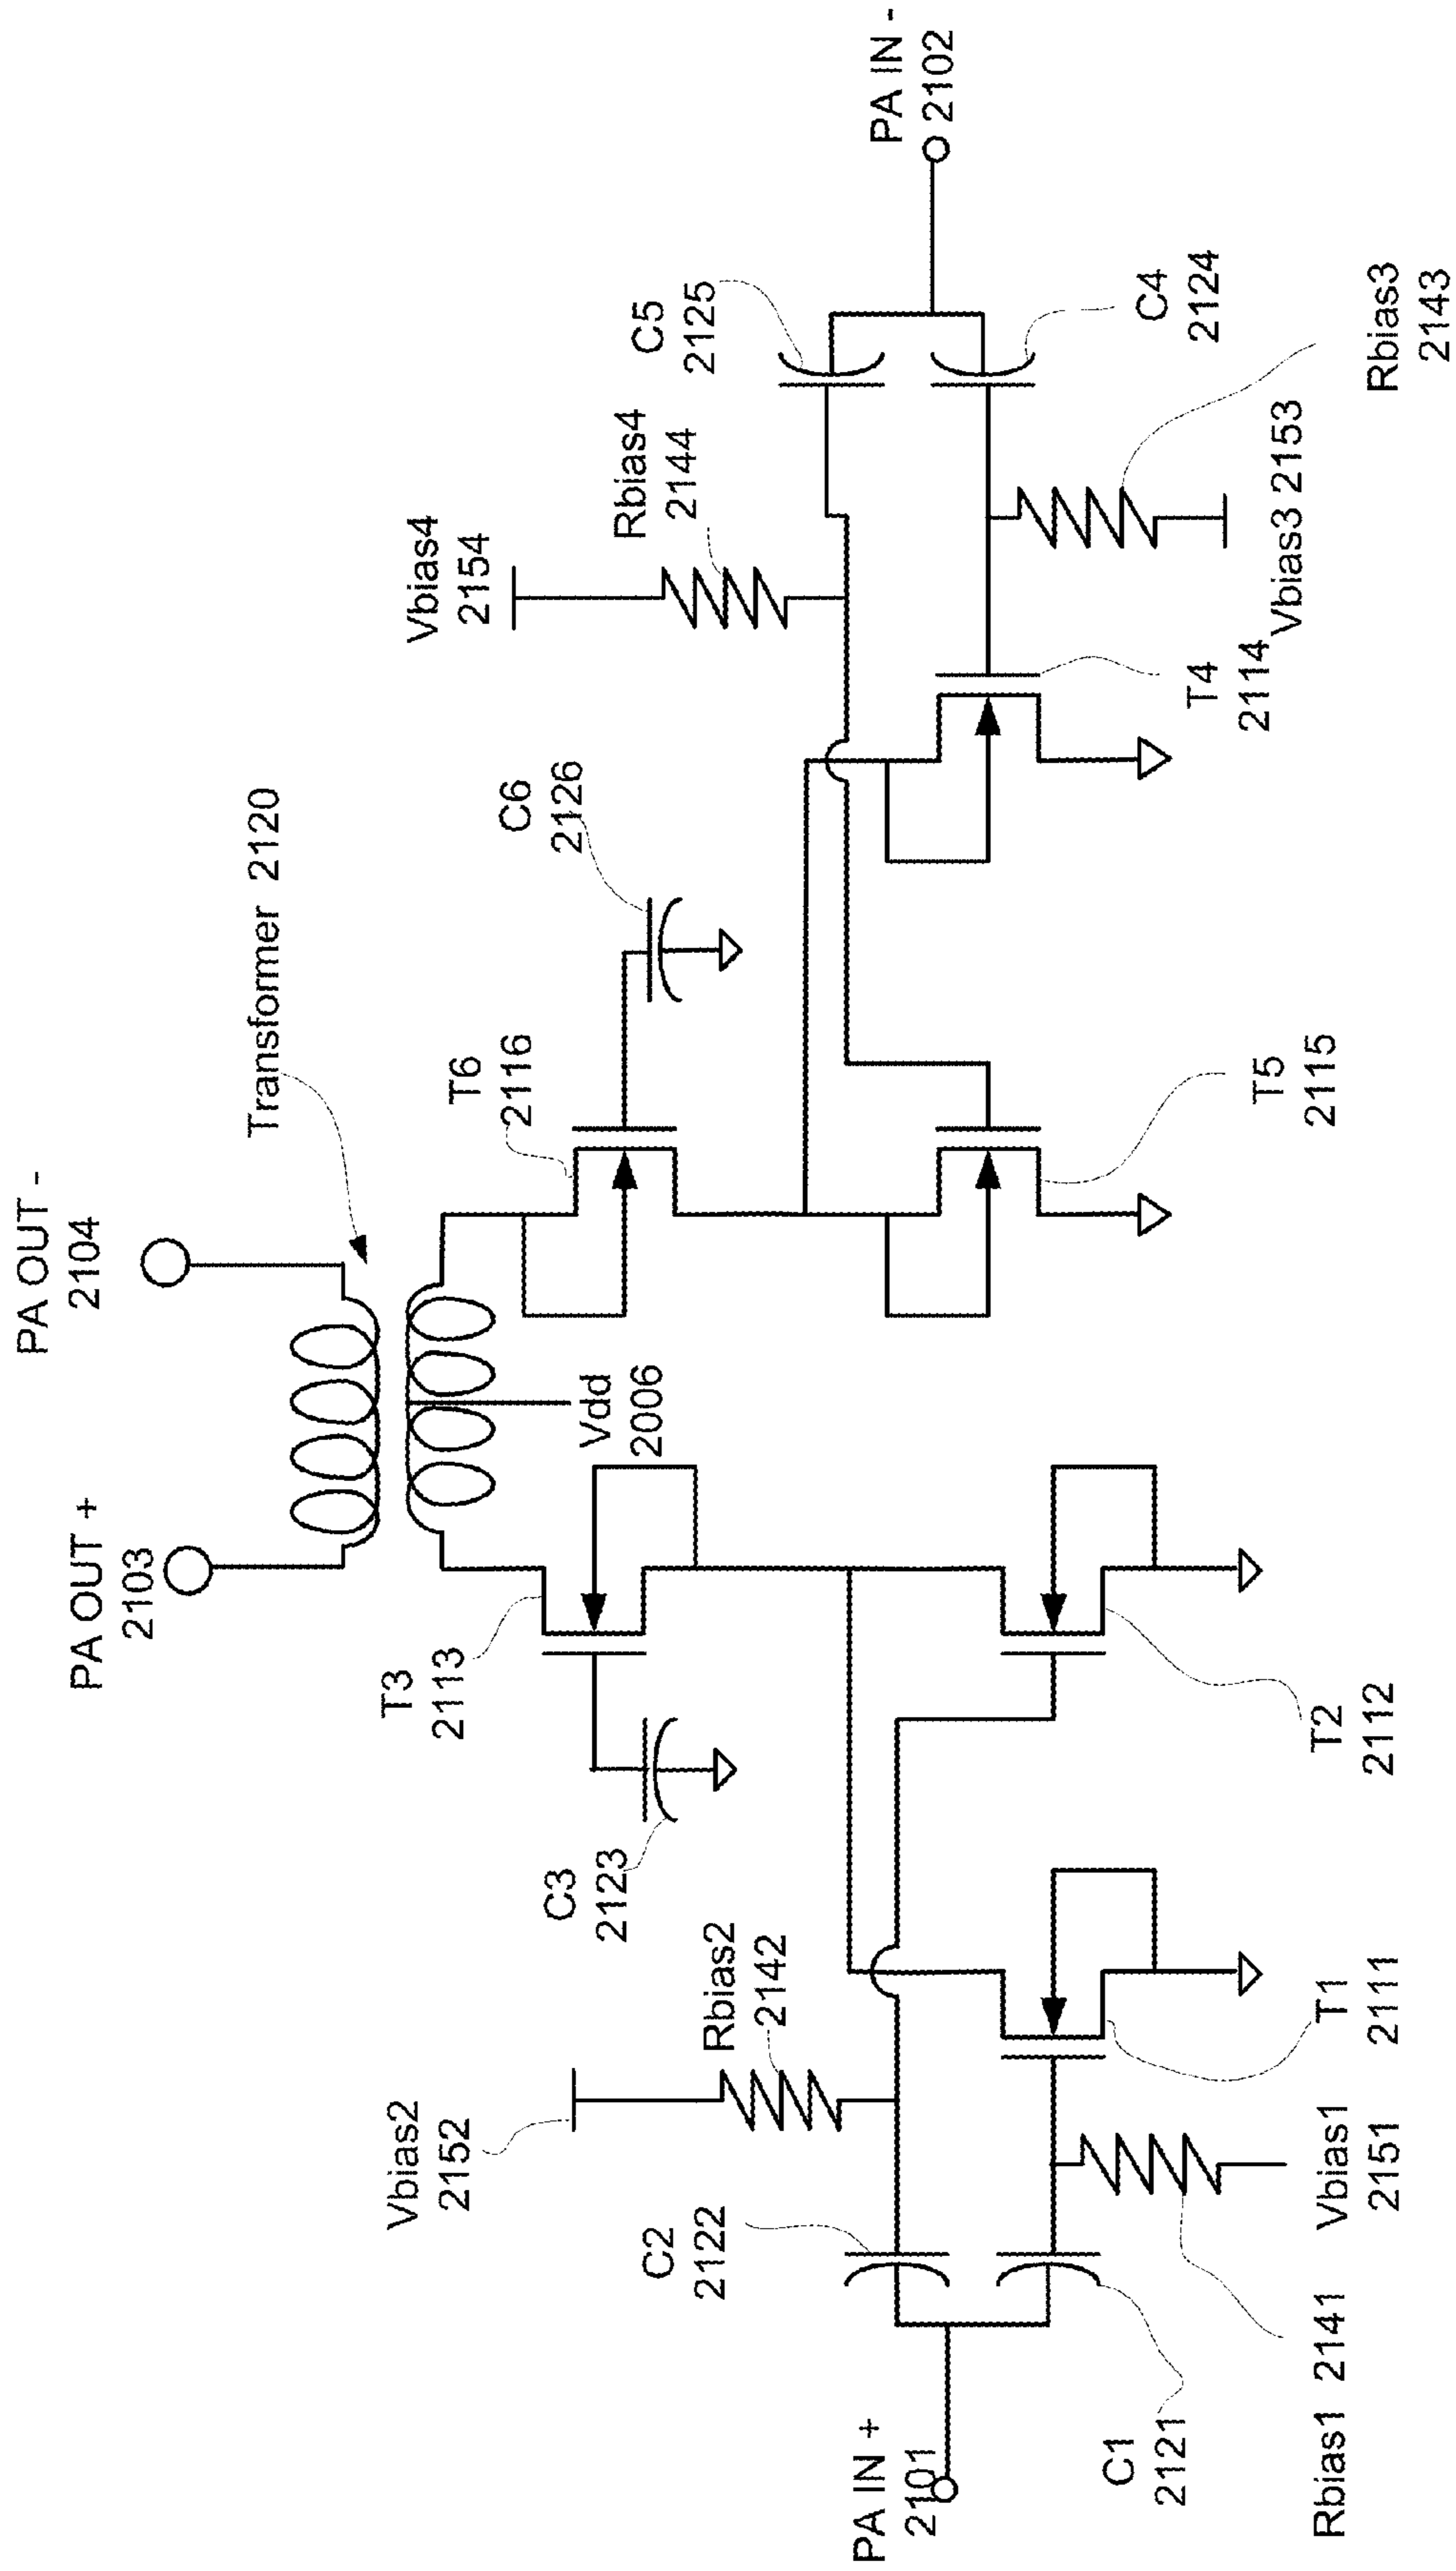 PA OUT +
2103
PA OUT -
2104
Transformer 2120
Vdd
2006
T3
2113
T6
2116
C3
2123
C6
2126
Vbias2
2152
Rbias2
2142
Vbias4
2154
Rbias4
2144
C2
2122
C5
2125
PA IN +
2101
PA IN -
2102
C1
2121
C4
2124
Rbias1 2141
Vbias1
2151
T1
2111
T2
2112
T5
2115
T4
2114
Vbias3 2153
Rbias3
2143